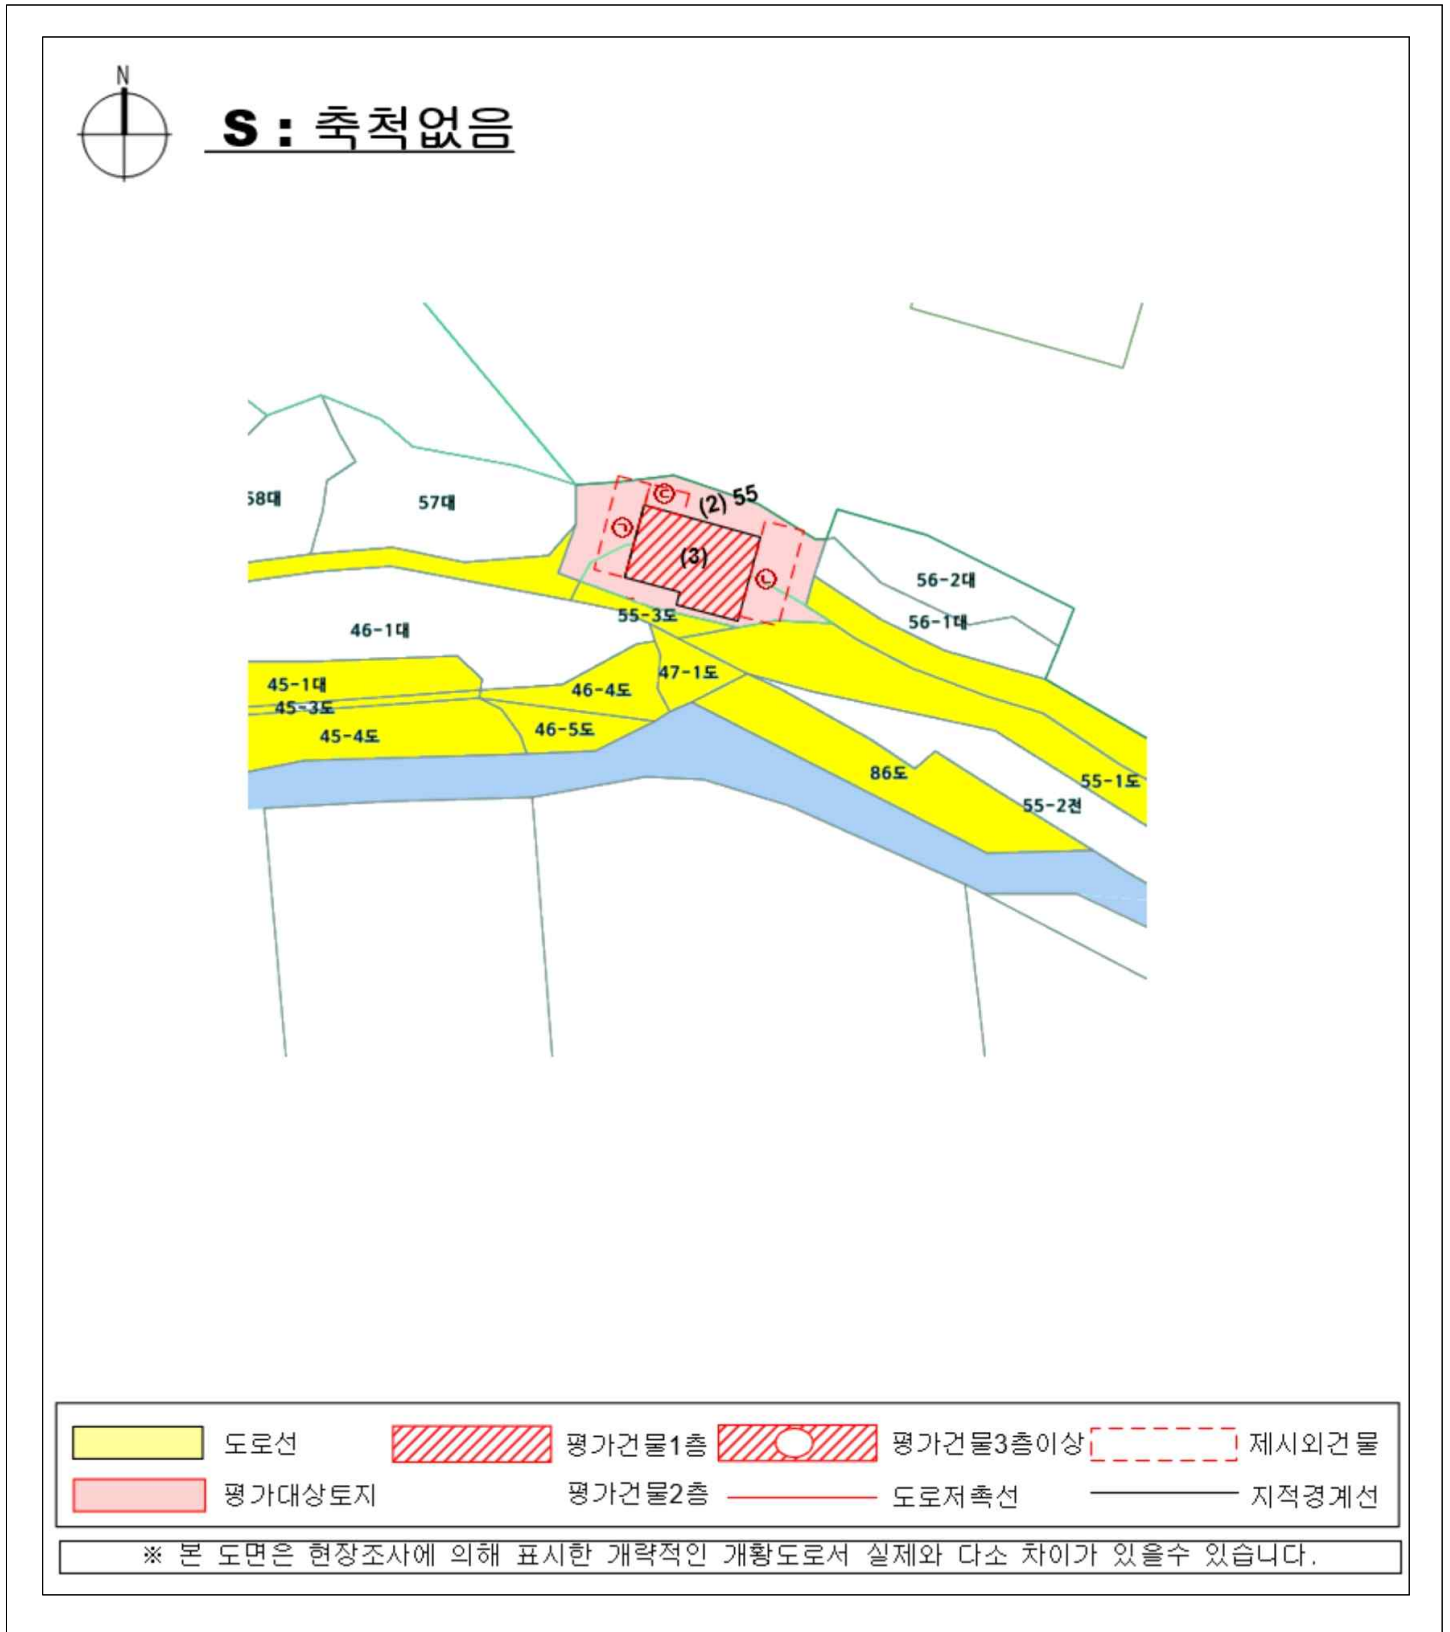 N
S : 축척없음
(2) 55
58대
57대
ㄷ
ㄱ
(3)
ㄴ
56-2대
55-3도
56-1대
46-1대
47-1도
45-1대
46-4도
45-3도
45-4도
46-5도
86도
55-1도
55-2전
도로선 평가건물1층 평가건물3층이상 제시외건물
평가대상토지 평가건물2층 도로저촉선 지적경계선
※ 본 도면은 현장조사에 의해 표시한 개략적인 개황도로서 실제와 다소 차이가 있을수 있습니다.